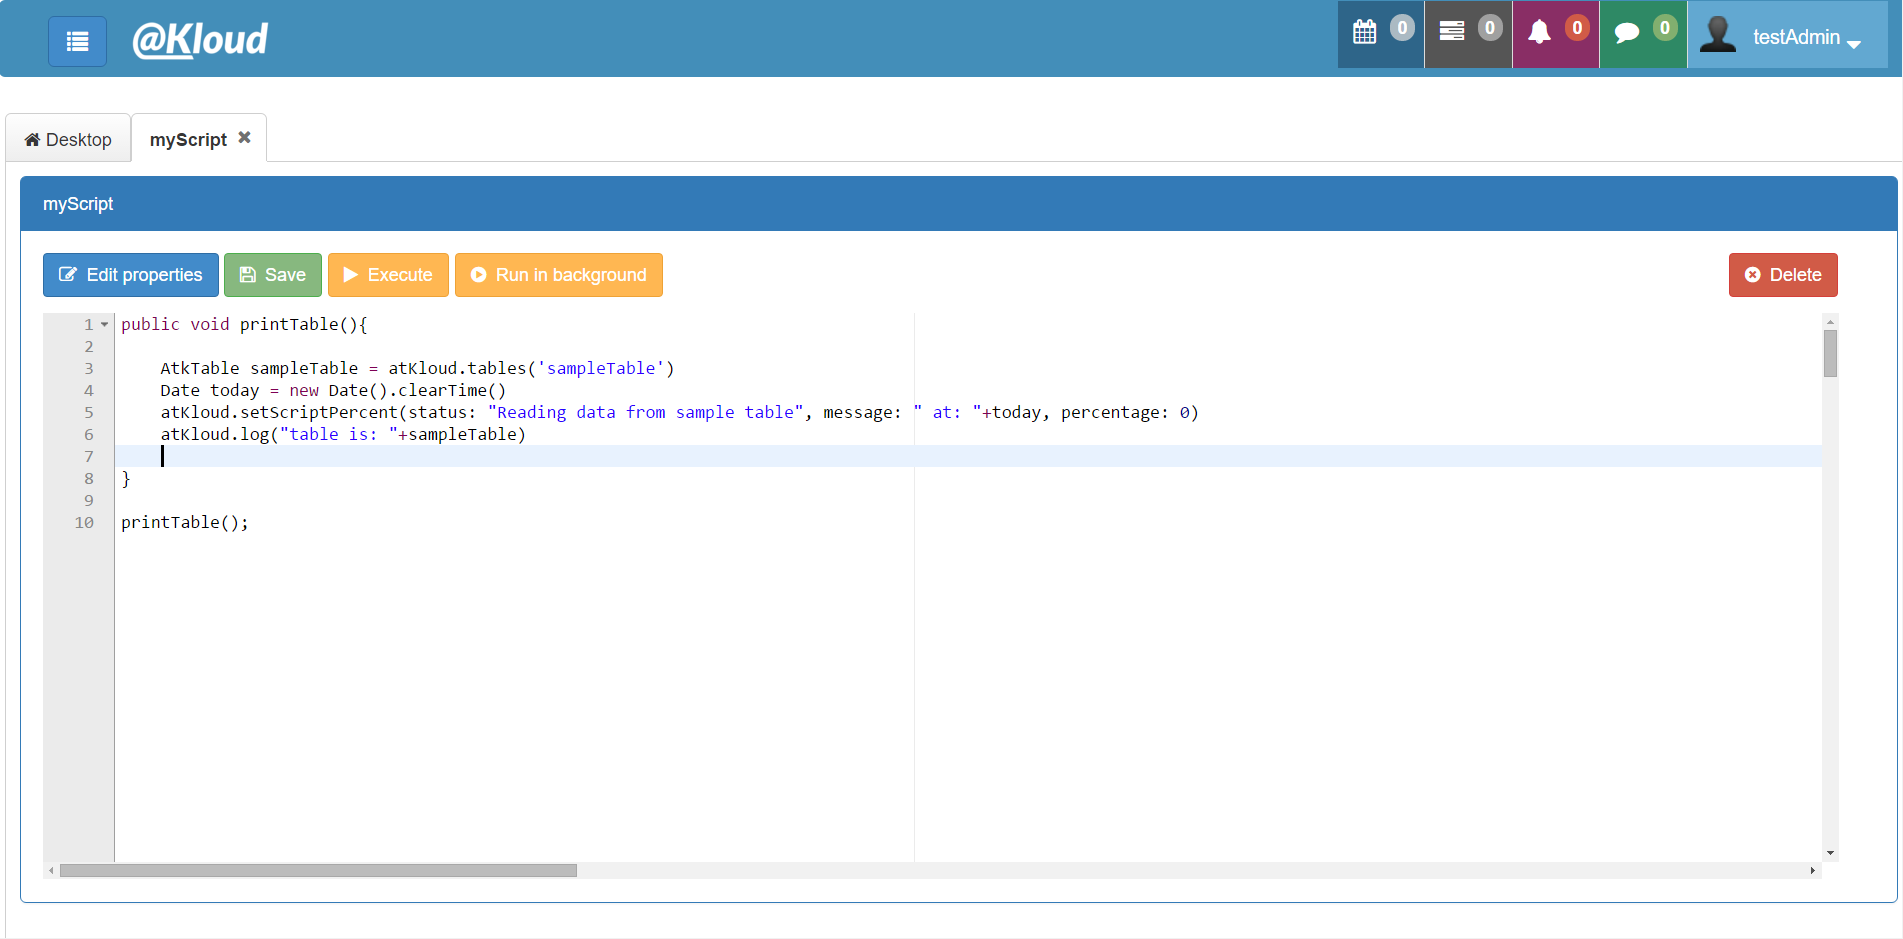 @Kloud 0 0 0 0 testAdmin
Desktop myScript
myScript
Edit properties Save Execute Run in background Delete
1 public void printTable(){
2
3     AtkTable sampleTable = atKloud.tables('sampleTable')
4     Date today = new Date().clearTime()
5     atKloud.setScriptPercent(status: "Reading data from sample table", message: " at: "+today, percentage: 0)
6     atKloud.log("table is: "+sampleTable)
7
8 }
9
10 printTable();